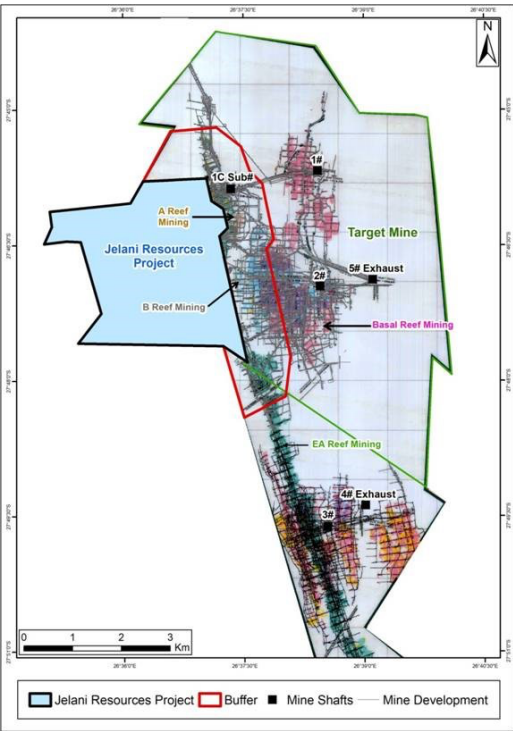 26°36'0"E
26°37'30"E
26°39'0"E
26°40'30"E
N
1#
1C Sub#
A Reef
Mining
Jelani Resources
Project
Target Mine
5# Exhaust
2#
B Reef Mining
Basal Reef Mining
EA Reef Mining
4# Exhaust
3#
0 1 2 3
Km
26°36'0"E
26°37'30"E
26°39'0"E
26°40'30"E
Jelani Resources Project
Buffer
Mine Shafts
Mine Development